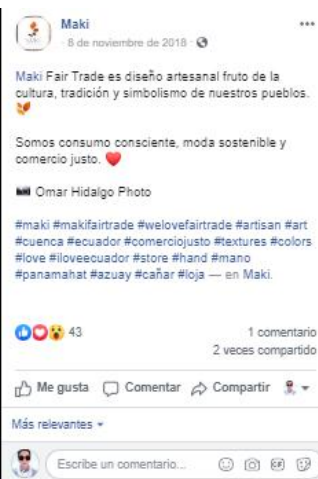 Maki
8 de noviembre de 2018 ·
Maki Fair Trade es diseño artesanal fruto de la
cultura, tradición y simbolismo de nuestros pueblos.
Somos consumo consciente, moda sostenible y
comercio justo. ❤️
📷 Omar Hidalgo Photo
#maki #makifairtrade #welovefairtrade #artisan #art
#cuenca #ecuador #comerciojusto #textures #colors
#love #iloveecuador #store #hand #mano
#panamahat #azuay #cañar #loja — en Maki.
43
1 comentario
2 veces compartido
Me gusta Comentar Compartir
Más relevantes
Escribe un comentario...
GIF